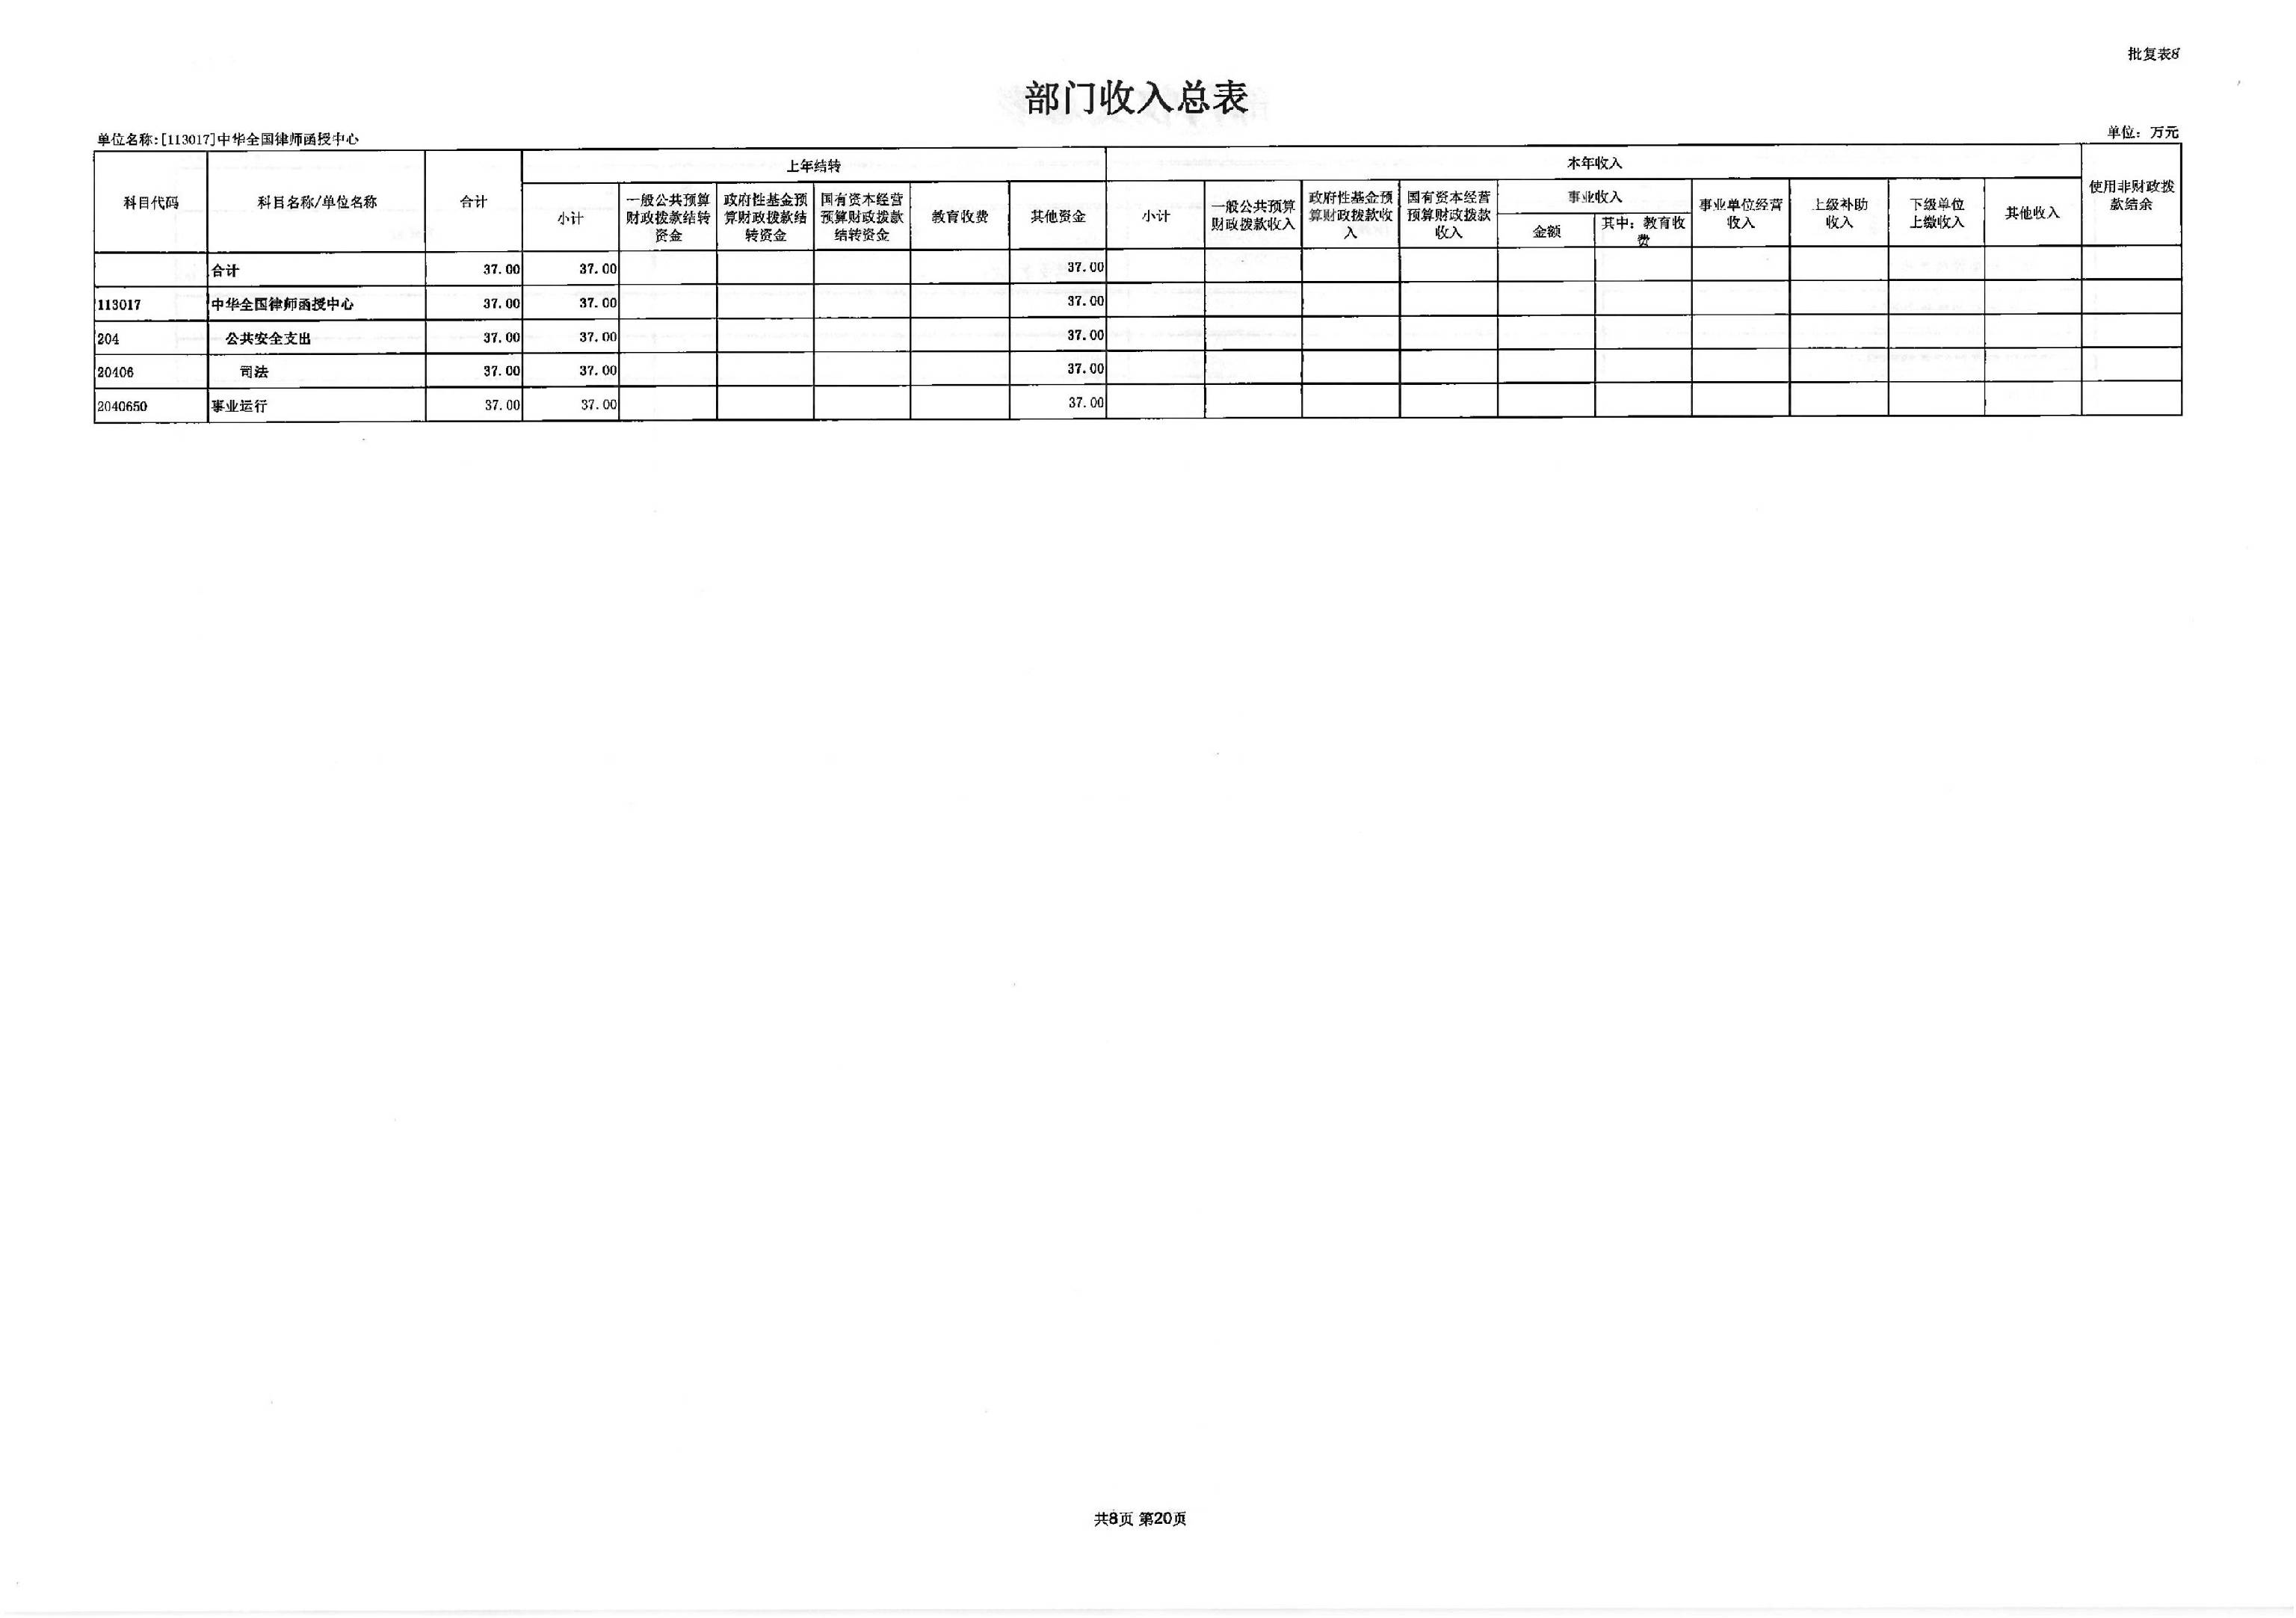 批复表8
部门收入总表
单位名称:[113017]中华全国律师函授中心
单位：万元
科目代码 科目名称/单位名称 合计 上年结转 本年收入 使用非财政拨
款结余
小计 一般公共预算
财政拨款结转
资金 政府性基金预
算财政拨款结
转资金 国有资本经营
预算财政拨款
结转资金 教育收费 其他资金 小计 一般公共预算
财政拨款收入 政府性基金预
算财政拨款收
入 国有资本经营
预算财政拨款
收入 事业收入 事业单位经营
收入 上级补助
收入 下级单位
上缴收入 其他收入
金额 其中：教育收
费
合计 37.00 37.00 37.00
113017 中华全国律师函授中心 37.00 37.00 37.00
204 公共安全支出 37.00 37.00 37.00
20406 司法 37.00 37.00 37.00
2040650 事业运行 37.00 37.00 37.00
共8页 第20页